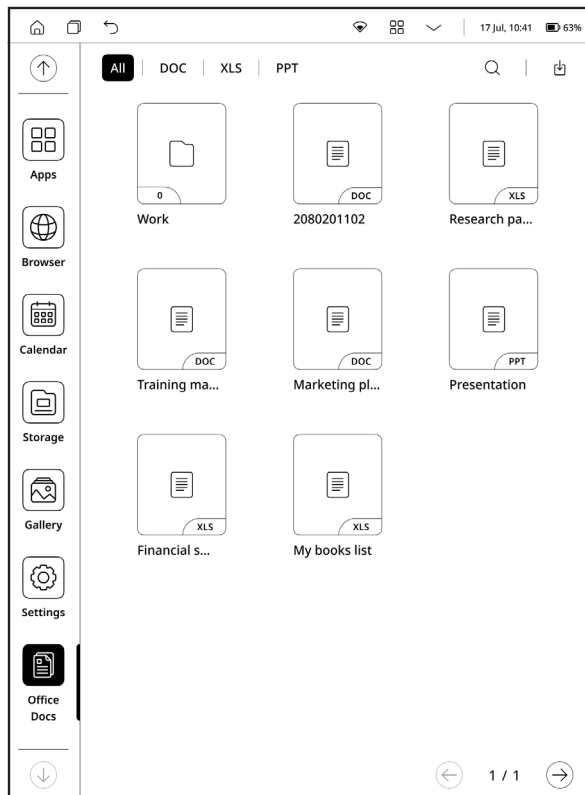 17 Jul, 10:41 63%
All DOC XLS PPT
Apps
Browser
Calendar
Storage
Gallery
Settings
Office
Docs
0
Work
DOC
2080201102
XLS
Research pa...
DOC
Training ma...
DOC
Marketing pl...
PPT
Presentation
XLS
Financial s...
XLS
My books list
1 / 1